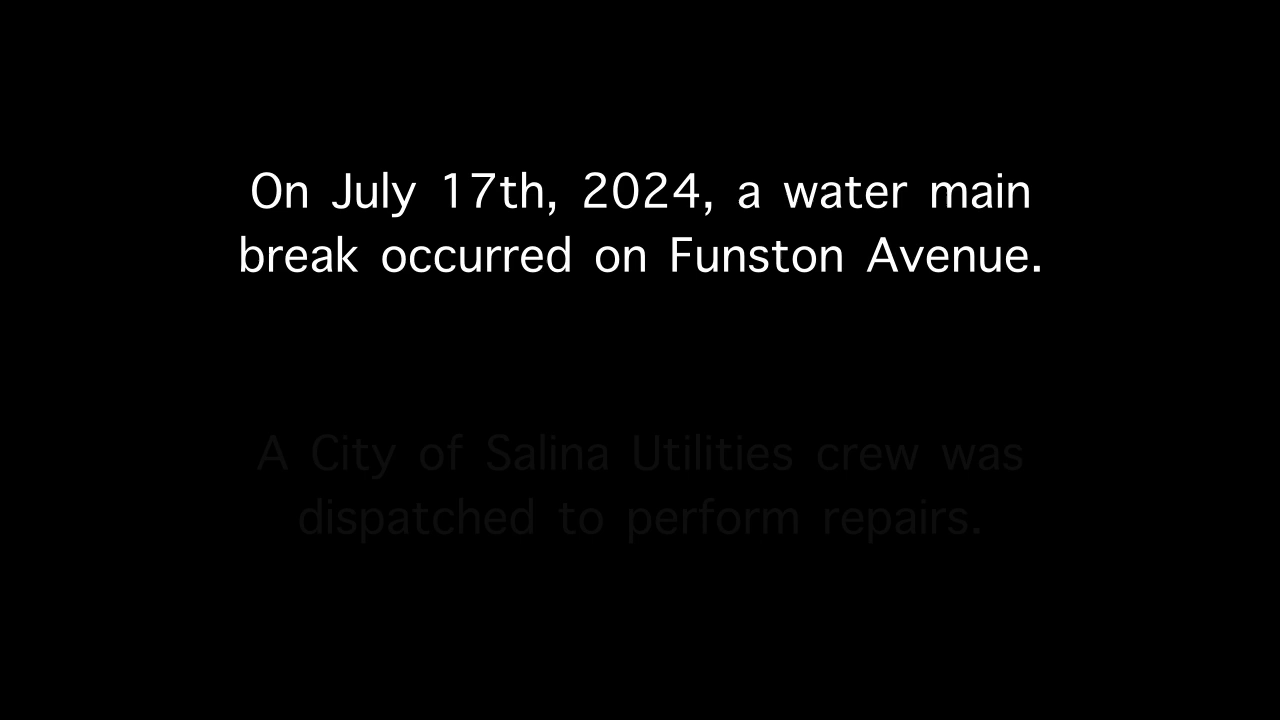 On July 17th, 2024, a water main
break occurred on Funston Avenue.
A City of Salina Utilities crew was
dispatched to perform repairs.